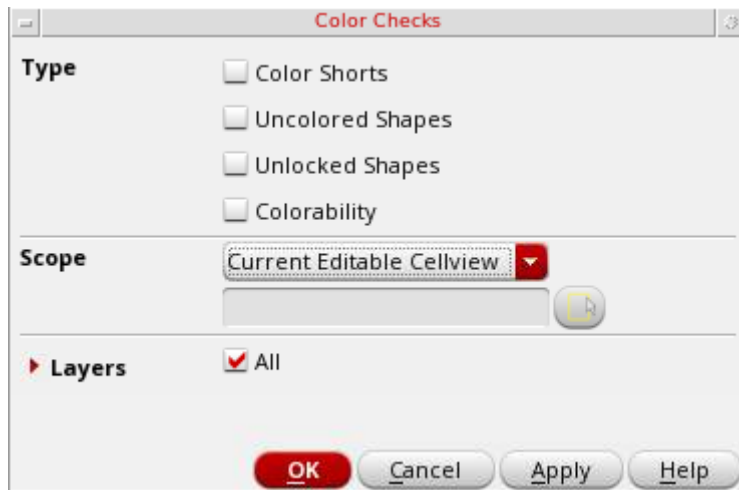 Color Checks
Type
Color Shorts
Uncolored Shapes
Unlocked Shapes
Colorability
Scope
Current Editable Cellview
Layers
All
OK Cancel Apply Help